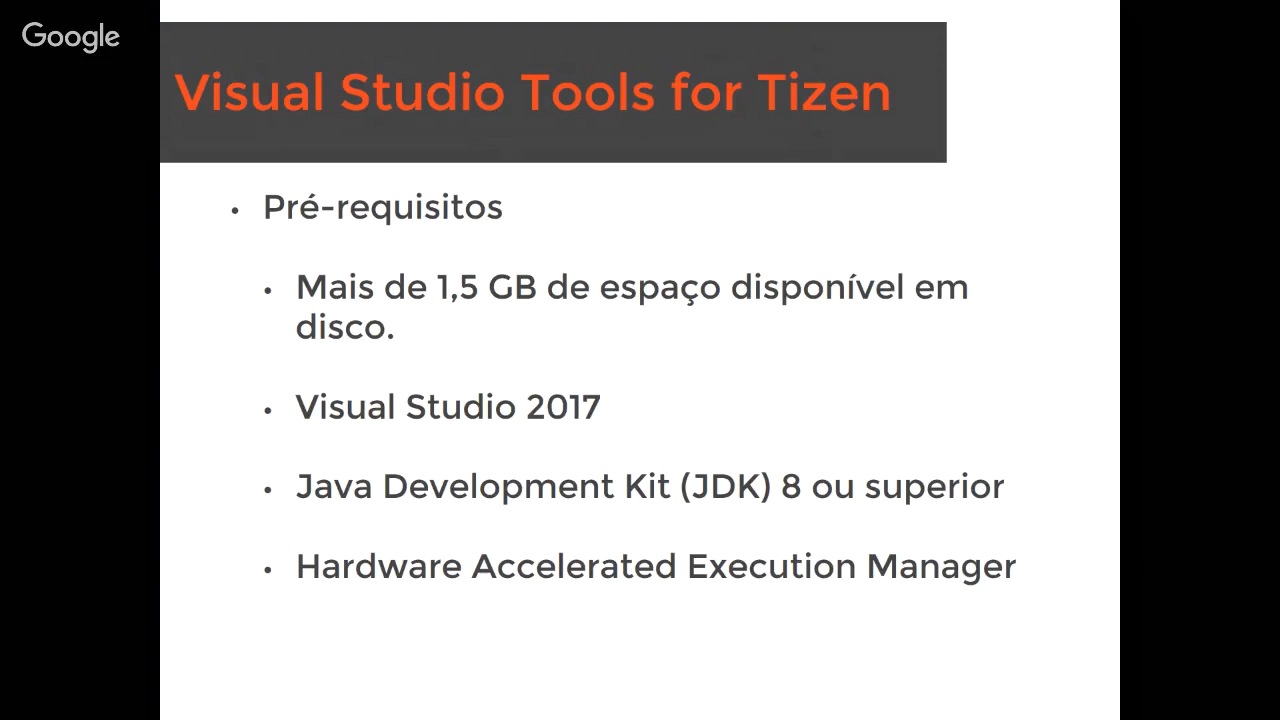 Google
Visual Studio Tools for Tizen
• Pré-requisitos
• Mais de 1,5 GB de espaço disponível em
disco.
• Visual Studio 2017
• Java Development Kit (JDK) 8 ou superior
• Hardware Accelerated Execution Manager